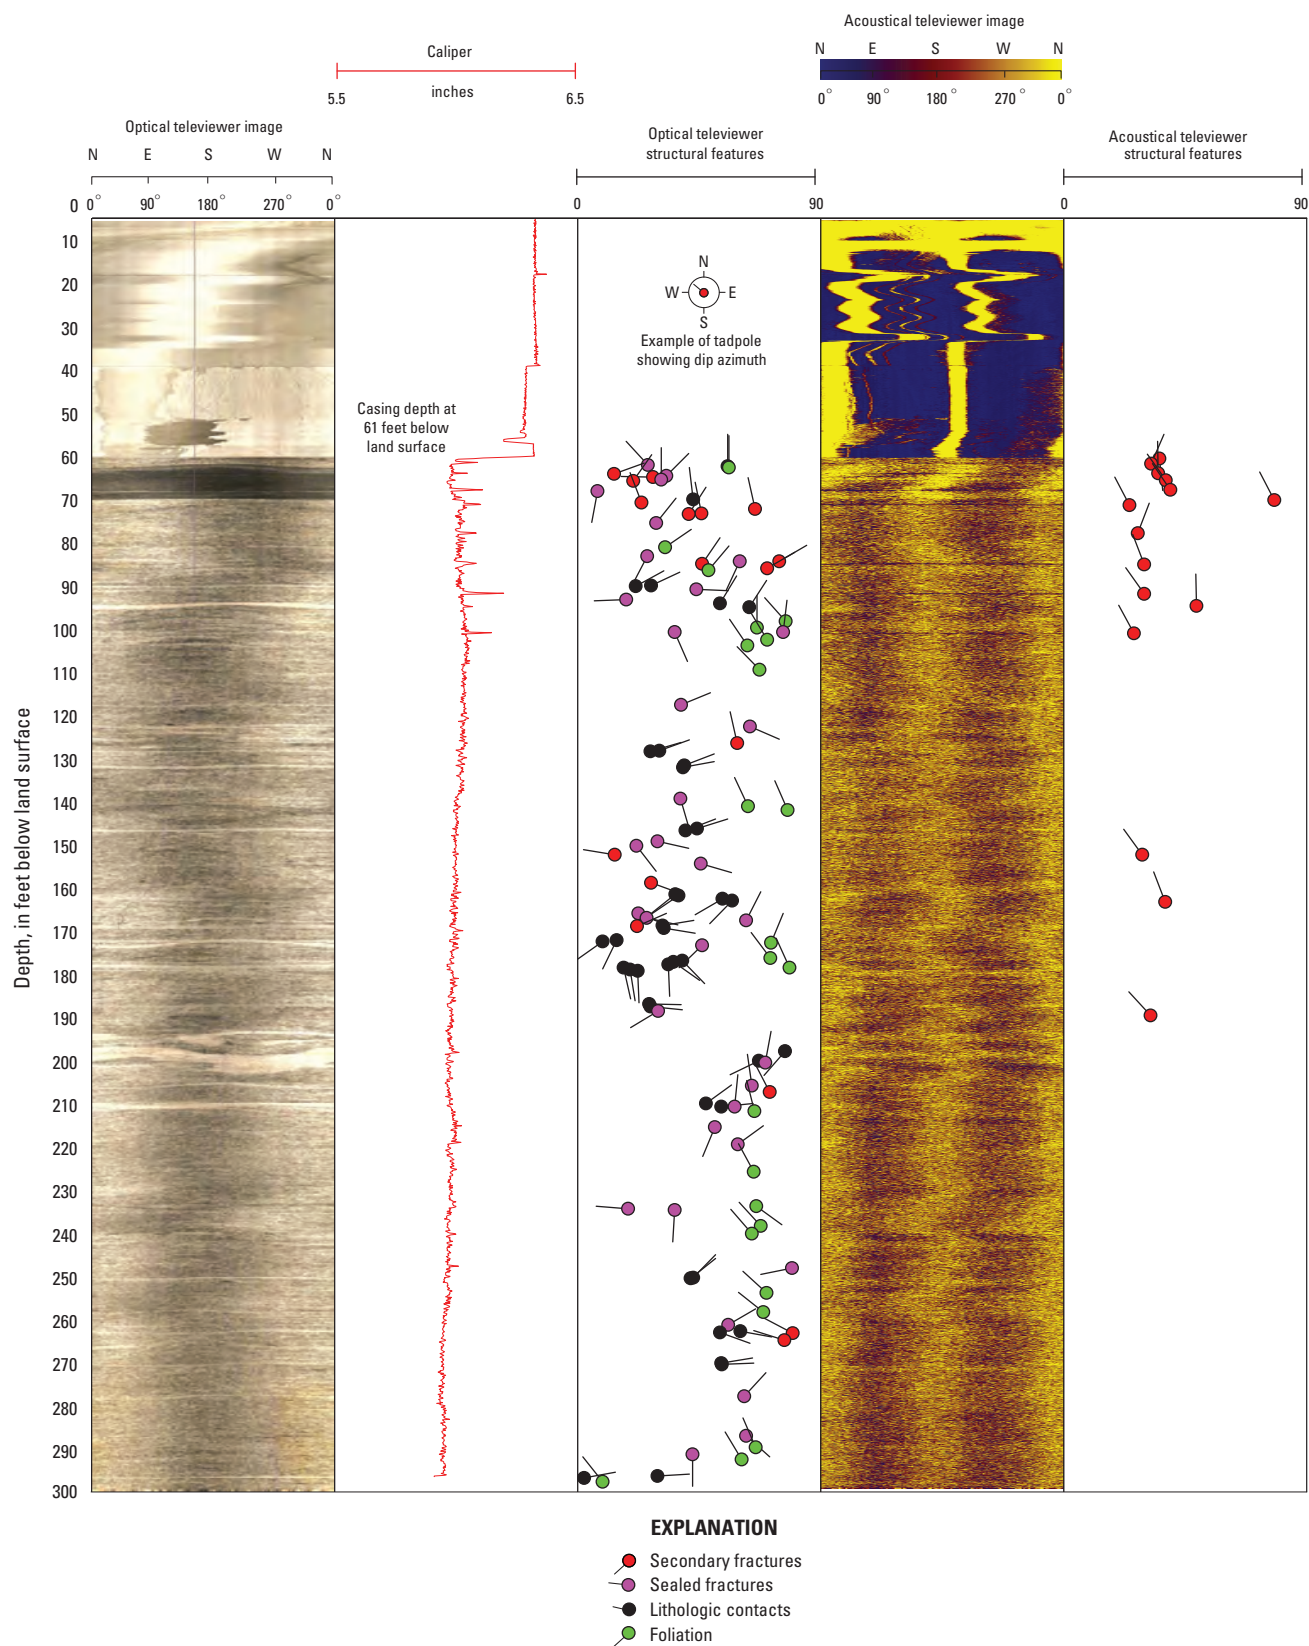 Acoustical televiewer image
N E S W N
0° 90° 180° 270° 0°
Caliper
inches
5.5 6.5
Optical televiewer image
N E S W N
0° 90° 180° 270° 0°
Optical televiewer
structural features
0 90
Acoustical televiewer
structural features
0 90
Depth, in feet below land surface
0
10
20
30
40
50
60
70
80
90
100
110
120
130
140
150
160
170
180
190
200
210
220
230
240
250
260
270
280
290
300
Casing depth at
61 feet below
land surface
N
W E
S
Example of tadpole
showing dip azimuth
EXPLANATION
Secondary fractures
Sealed fractures
Lithologic contacts
Foliation